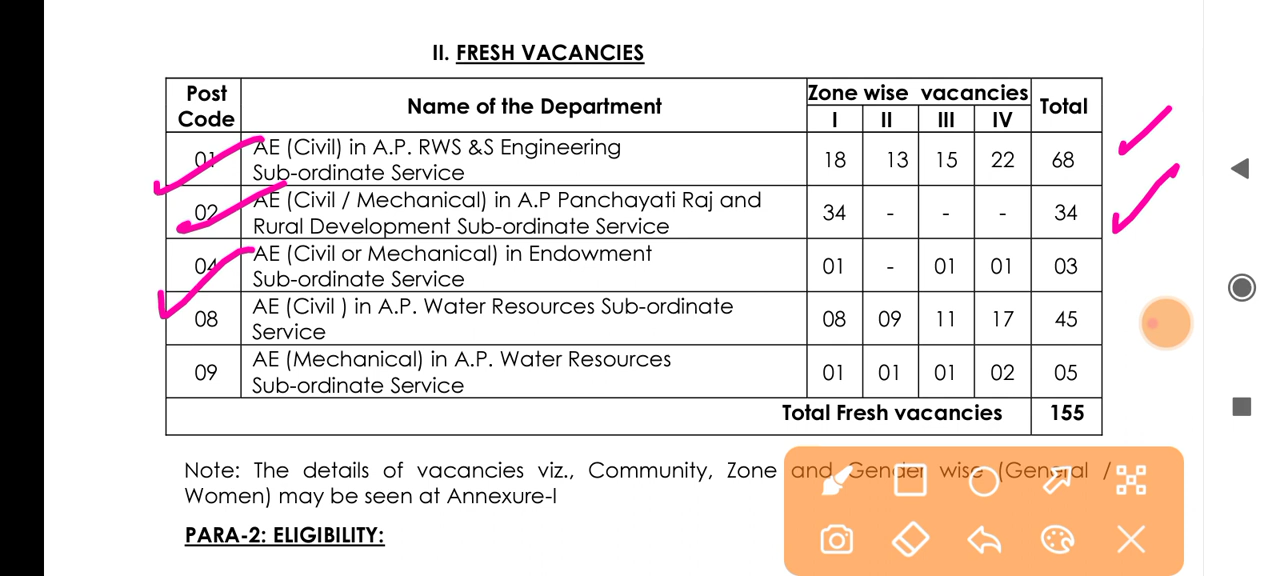 II. FRESH VACANCIES
Post Code Name of the Department Zone wise vacancies Total
I II III IV
01 AE (Civil) in A.P. RWS &S Engineering
Sub-ordinate Service 18 13 15 22 68
02 AE (Civil / Mechanical) in A.P Panchayati Raj and
Rural Development Sub-ordinate Service 34 - - - 34
04 AE (Civil or Mechanical) in Endowment
Sub-ordinate Service 01 - 01 01 03
08 AE (Civil ) in A.P. Water Resources Sub-ordinate
Service 08 09 11 17 45
09 AE (Mechanical) in A.P. Water Resources
Sub-ordinate Service 01 01 01 02 05
Total Fresh vacancies 155
Note: The details of vacancies viz., Community, Zone and Gender wise (General /
Women) may be seen at Annexure-I
PARA-2: ELIGIBILITY: